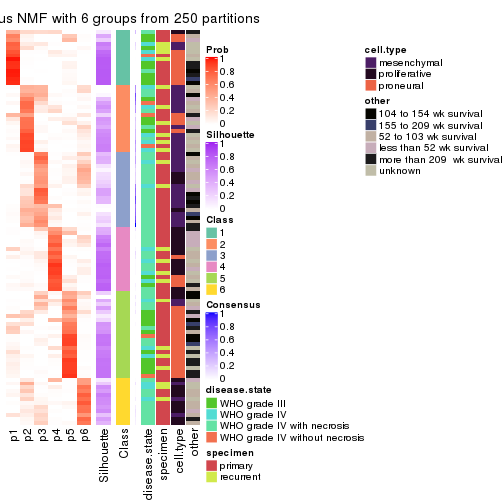 us NMF with 6 groups from 250 partitions
Prob
1
0.8
0.6
0.4
0.2
0
Silhouette
1
0.8
0.6
0.4
0.2
0
Class
1
2
3
4
5
6
Consensus
1
0.8
0.6
0.4
0.2
0
disease.state
WHO grade III
WHO grade IV
WHO grade IV with necrosis
WHO grade IV without necrosis
specimen
primary
recurrent
cell.type
mesenchymal
proliferative
proneural
other
104 to 154 wk survival
155 to 209 wk survival
52 to 103 wk survival
less than 52 wk survival
more than 209  wk survival
unknown
p1
p2
p3
p4
p5
p6
Silhouette
Class
disease.state
specimen
cell.type
other